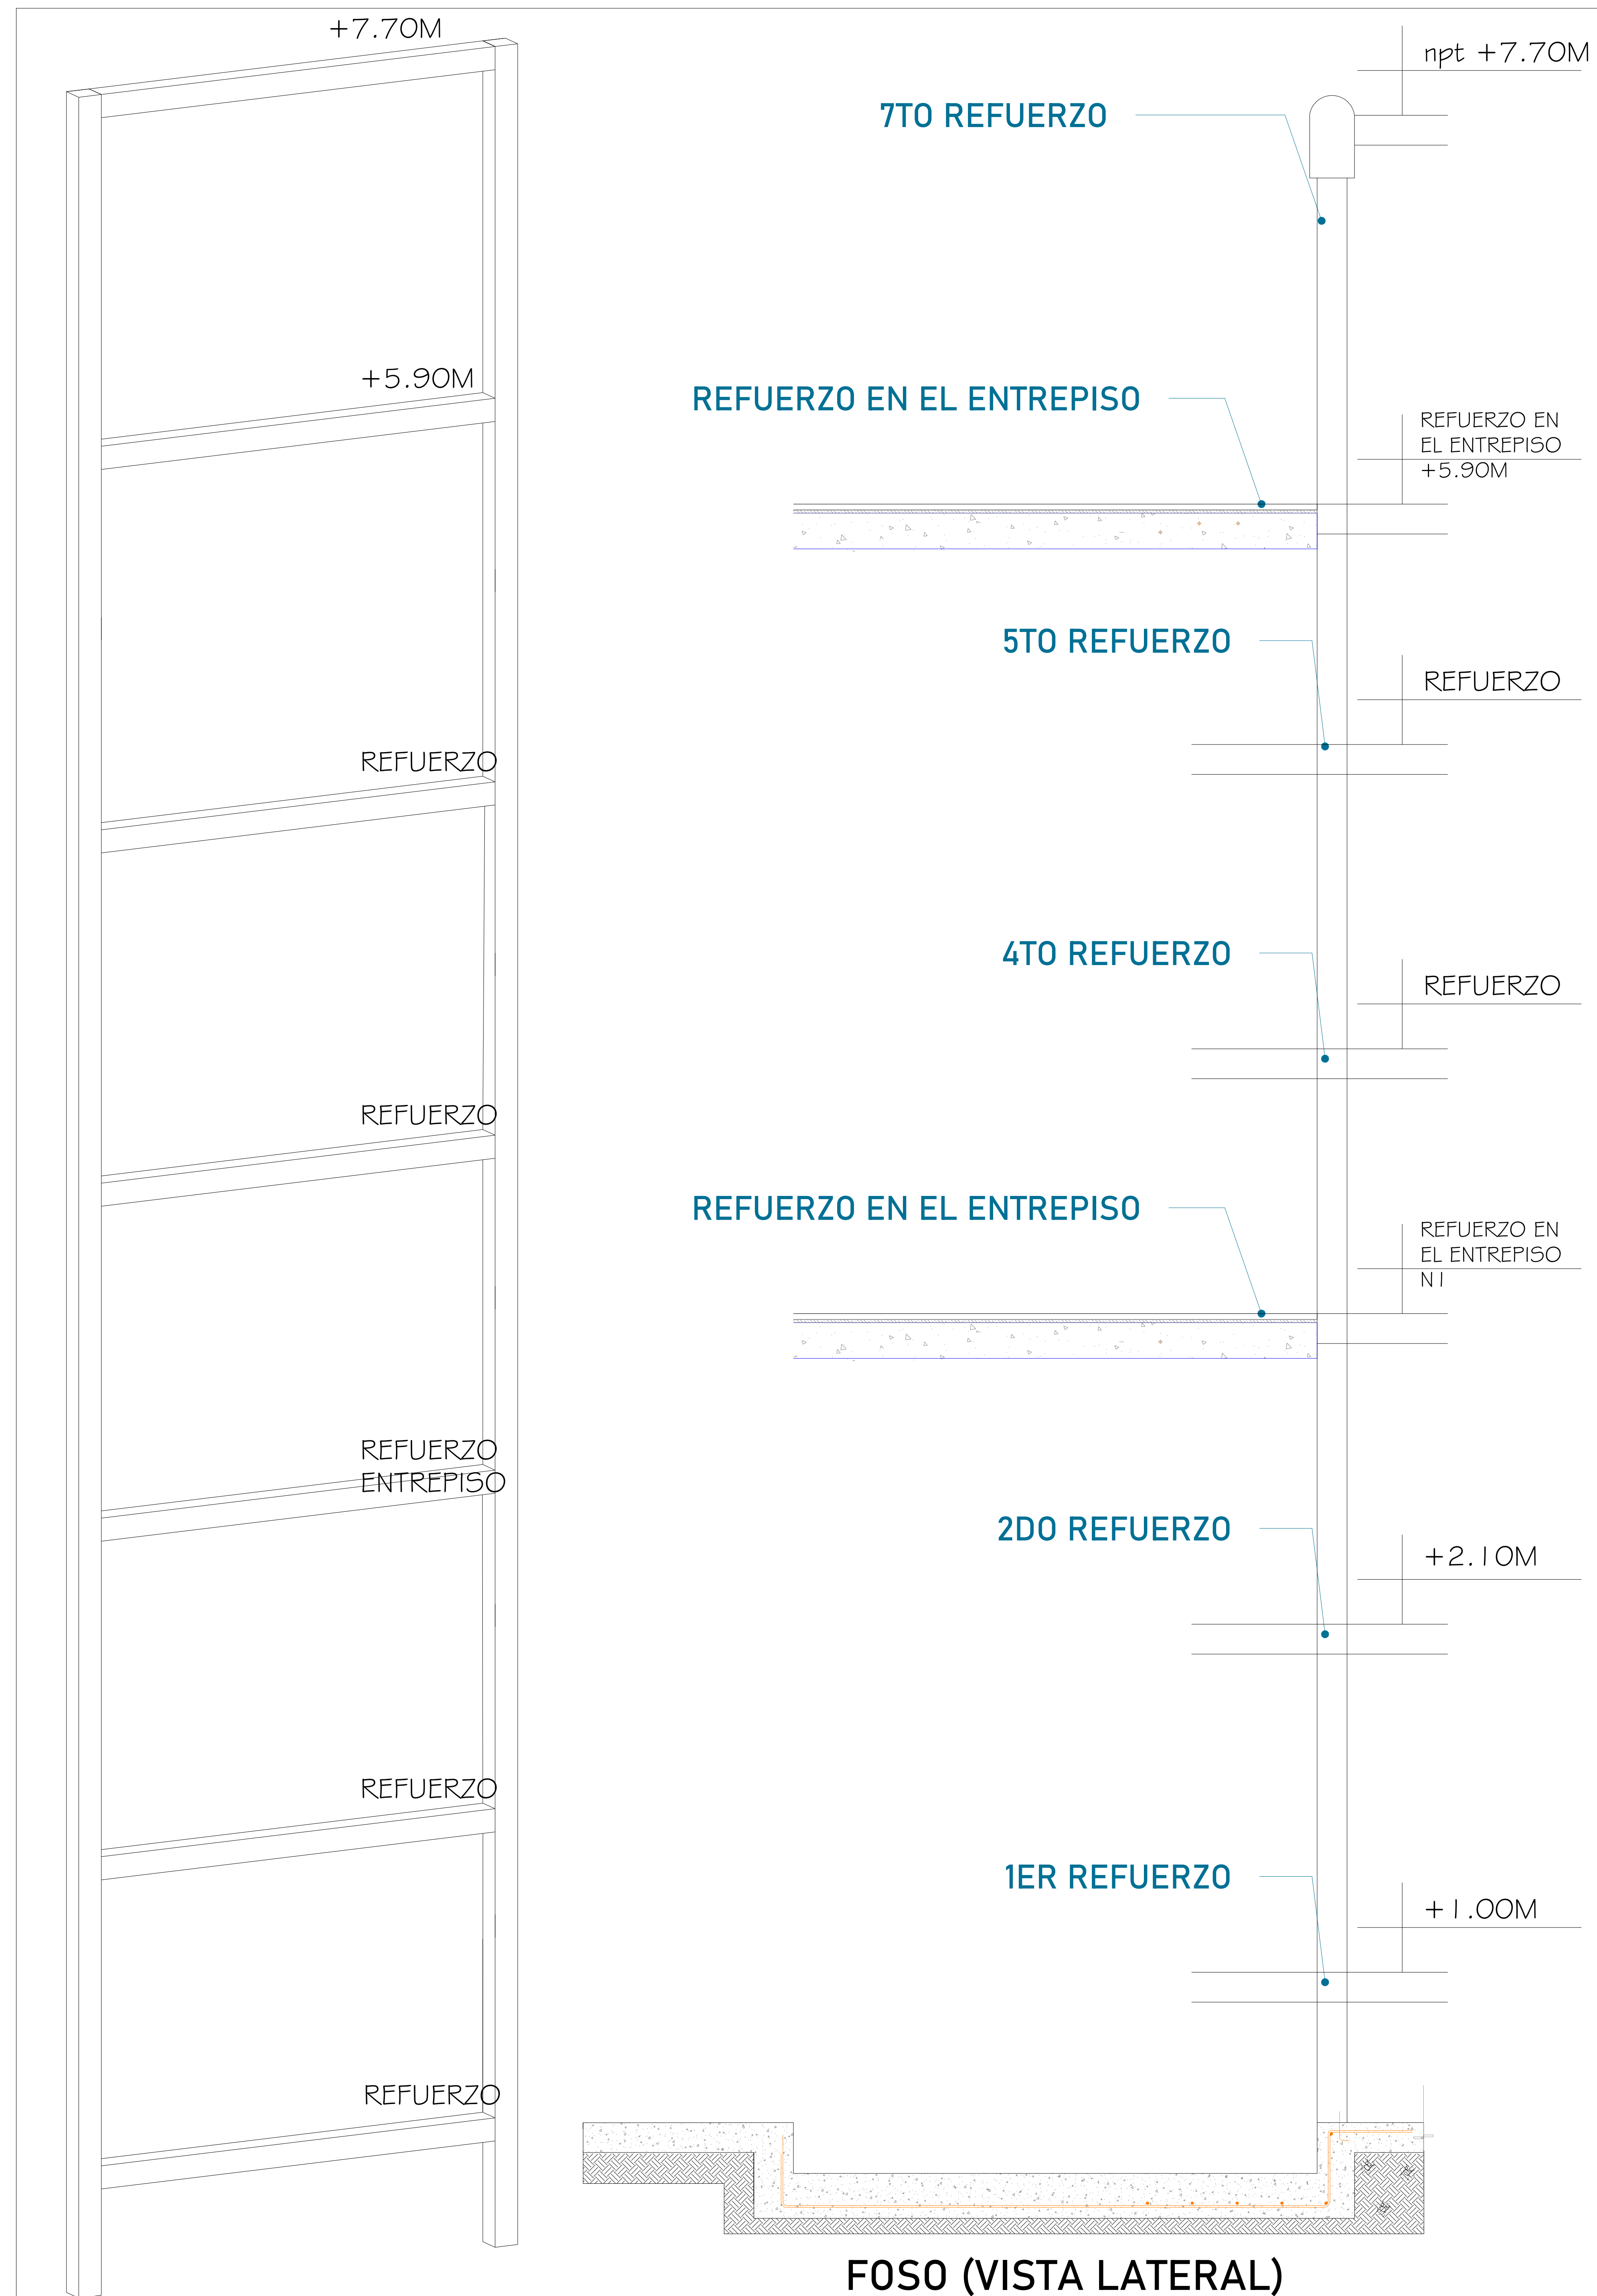 +7.70M
+5.90M
REFUERZO
REFUERZO
REFUERZO
ENTREPISO
REFUERZO
REFUERZO
7TO REFUERZO
REFUERZO EN EL ENTREPISO
5TO REFUERZO
4TO REFUERZO
REFUERZO EN EL ENTREPISO
2DO REFUERZO
1ER REFUERZO
npt +7.70M
REFUERZO EN
EL ENTREPISO
+5.90M
REFUERZO
REFUERZO
REFUERZO EN
EL ENTREPISO
N1
+2.10M
+1.00M
FOSO (VISTA LATERAL)